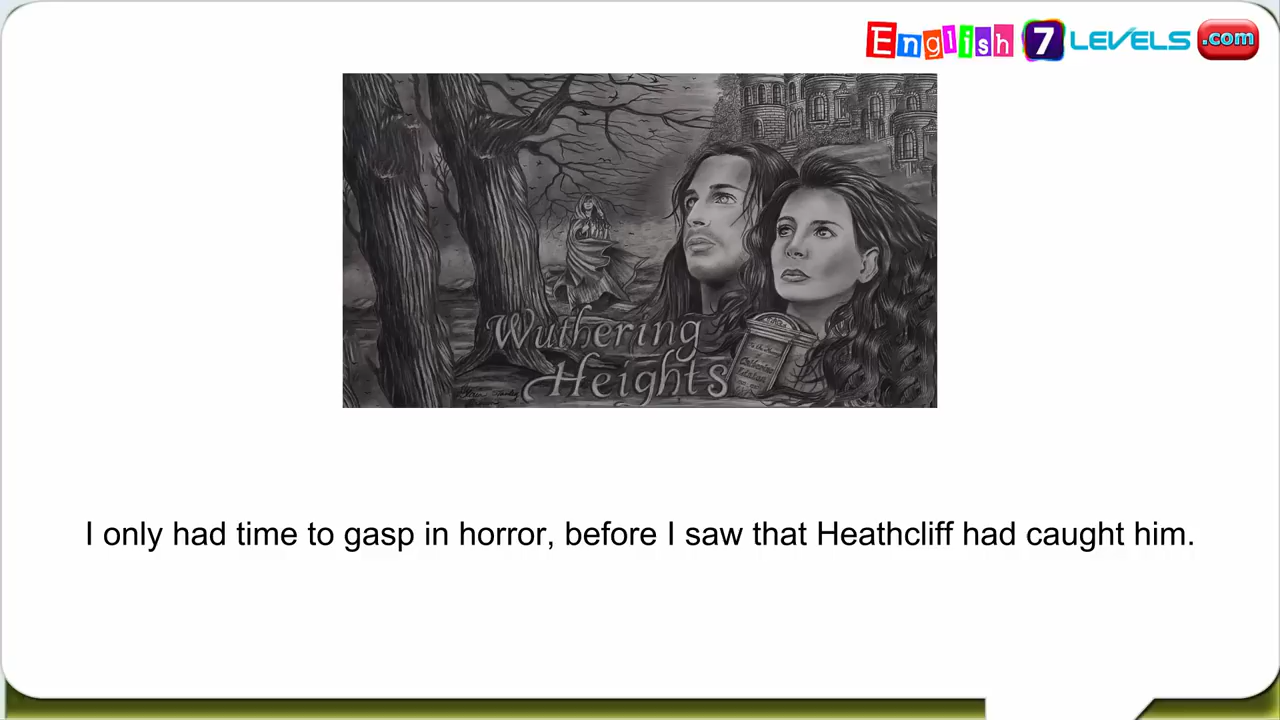 English 7 LEVELS .com
Wuthering
Heights
I only had time to gasp in horror, before I saw that Heathcliff had caught him.